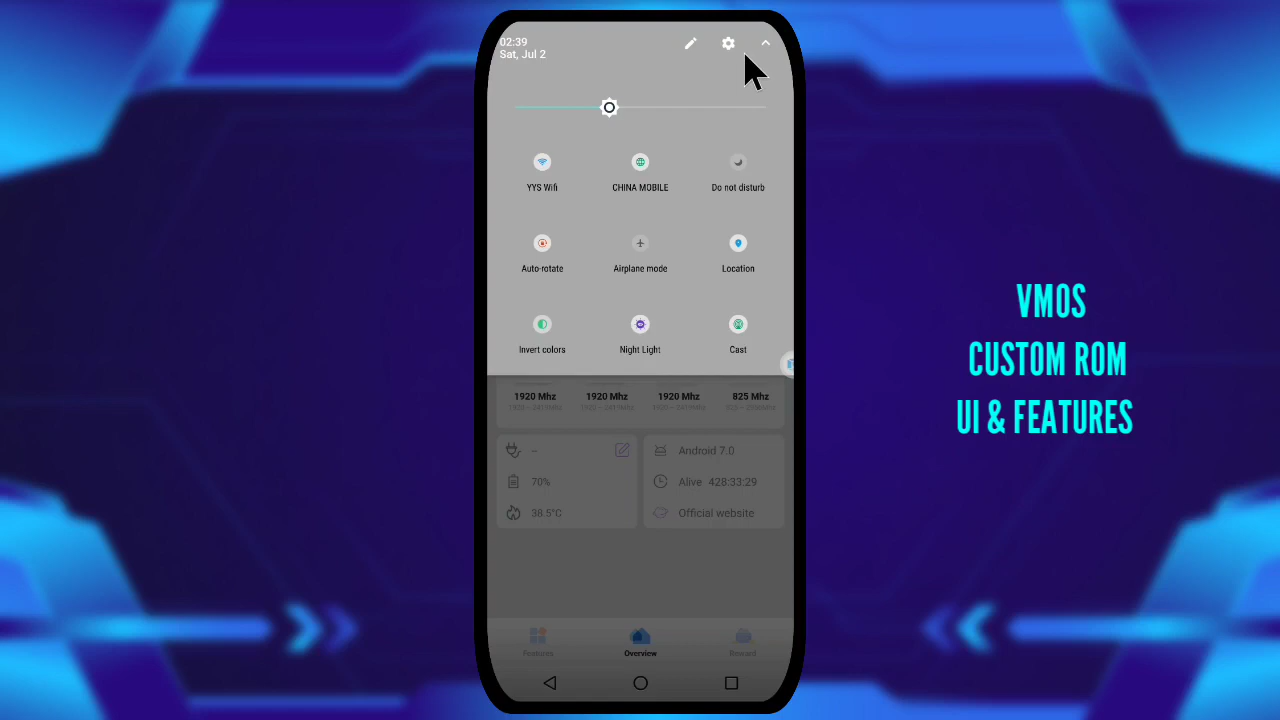 02:39
Sat, Jul 2
YYS Wifi
CHINA MOBILE
Do not disturb
Auto-rotate
Airplane mode
Location
Invert colors
Night Light
Cast
1920 Mhz
1920 Mhz
1920 Mhz
825 Mhz
–
Android 7.0
70%
Alive 428:33:29
38.5°C
Official website
Features
Overview
Reward
VMOS
CUSTOM ROM
UI & FEATURES